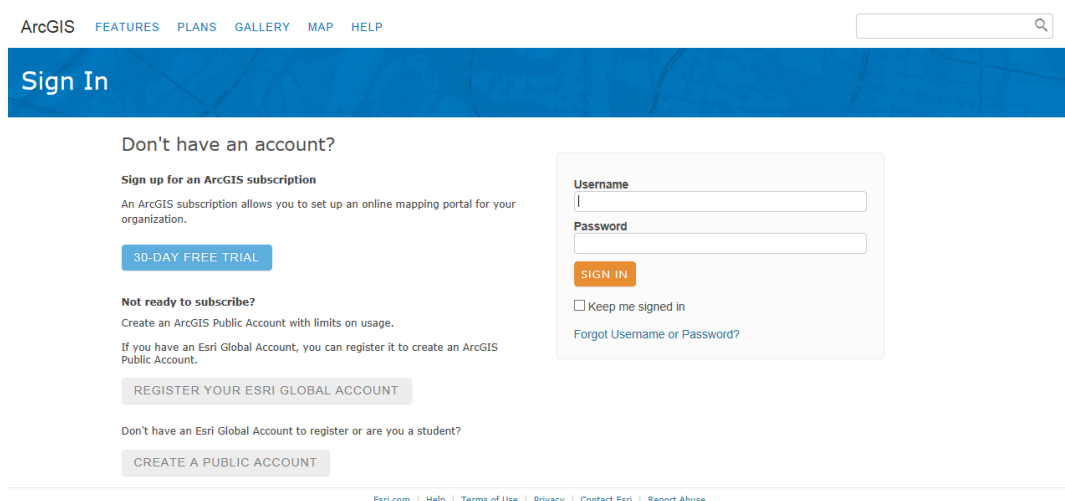 ArcGIS FEATURES PLANS GALLERY MAP HELP
Sign In
Don't have an account?
Sign up for an ArcGIS subscription
An ArcGIS subscription allows you to set up an online mapping portal for your
organization.
30-DAY FREE TRIAL
Not ready to subscribe?
Create an ArcGIS Public Account with limits on usage.
If you have an Esri Global Account, you can register it to create an ArcGIS
Public Account.
REGISTER YOUR ESRI GLOBAL ACCOUNT
Don't have an Esri Global Account to register or are you a student?
CREATE A PUBLIC ACCOUNT
Username
Password
SIGN IN
Keep me signed in
Forgot Username or Password?
Esri.com | Help | Terms of Use | Privacy | Contact Esri | Report Abuse